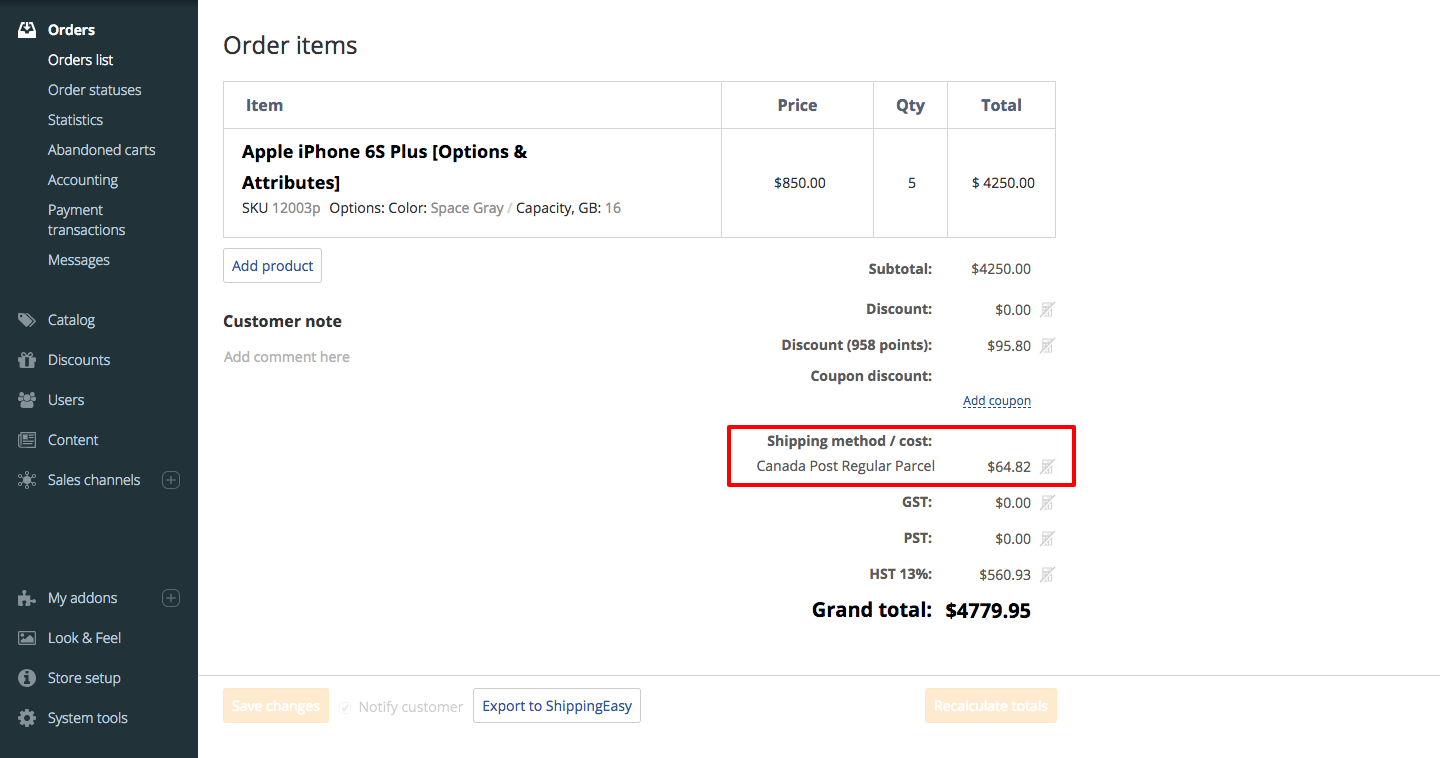 Orders
Orders list
Order statuses
Statistics
Abandoned carts
Accounting
Payment
transactions
Messages
Catalog
Discounts
Users
Content
Sales channels
My addons
Look & Feel
Store setup
System tools
Order items
Item Price Qty Total
Apple iPhone 6S Plus [Options &
Attributes]
SKU 12003p Options: Color: Space Gray / Capacity, GB: 16
$850.00 5 $ 4250.00
Add product
Customer note
Add comment here
Subtotal: $4250.00
Discount: $0.00
Discount (958 points): $95.80
Coupon discount:
Add coupon
Shipping method / cost:
Canada Post Regular Parcel $64.82
GST: $0.00
PST: $0.00
HST 13%: $560.93
Grand total: $4779.95
Save changes Notify customer Export to ShippingEasy Recalculate totals